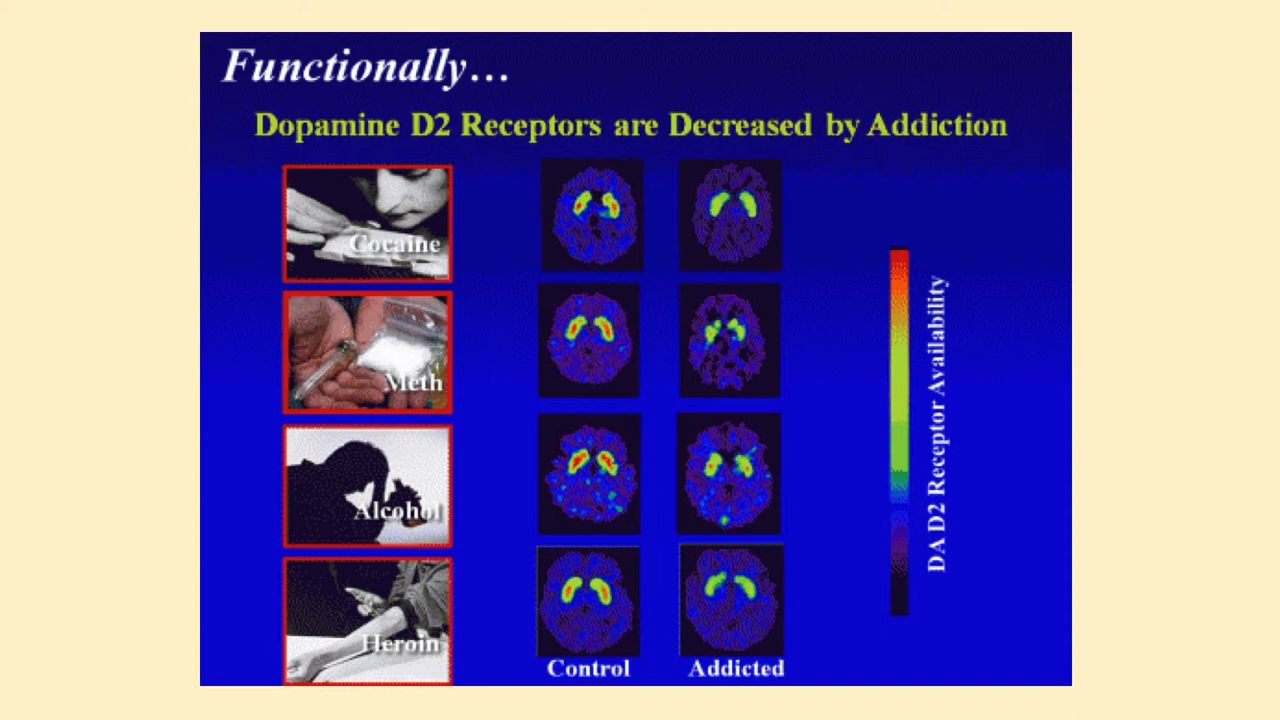 Functionally...
Dopamine D2 Receptors are Decreased by Addiction
Cocaine
Meth
Alcohol
Heroin
Control
Addicted
DA D2 Receptor Availability